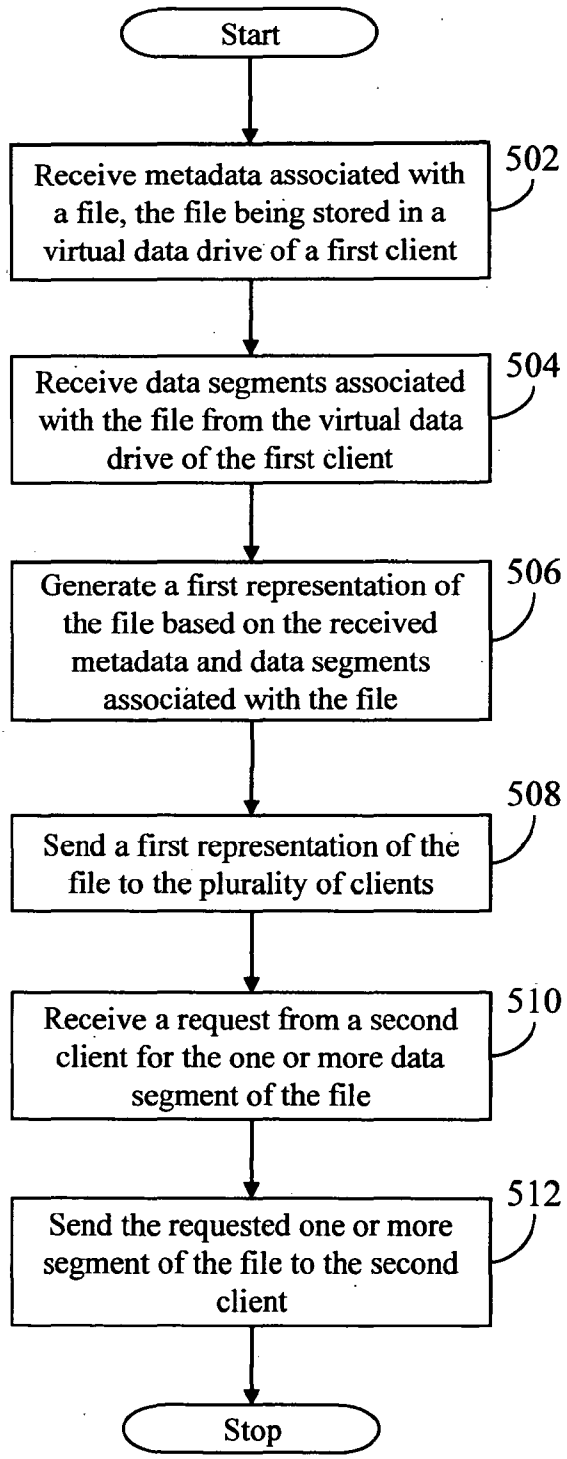 Start
502
Receive metadata associated with
a file, the file being stored in a
virtual data drive of a first client
504
Receive data segments associated
with the file from the virtual data
drive of the first client
506
Generate a first representation of
the file based on the received
metadata and data segments
associated with the file
508
Send a first representation of the
file to the plurality of clients
510
Receive a request from a second
client for the one or more data
segment of the file
512
Send the requested one or more
segment of the file to the second
client
Stop